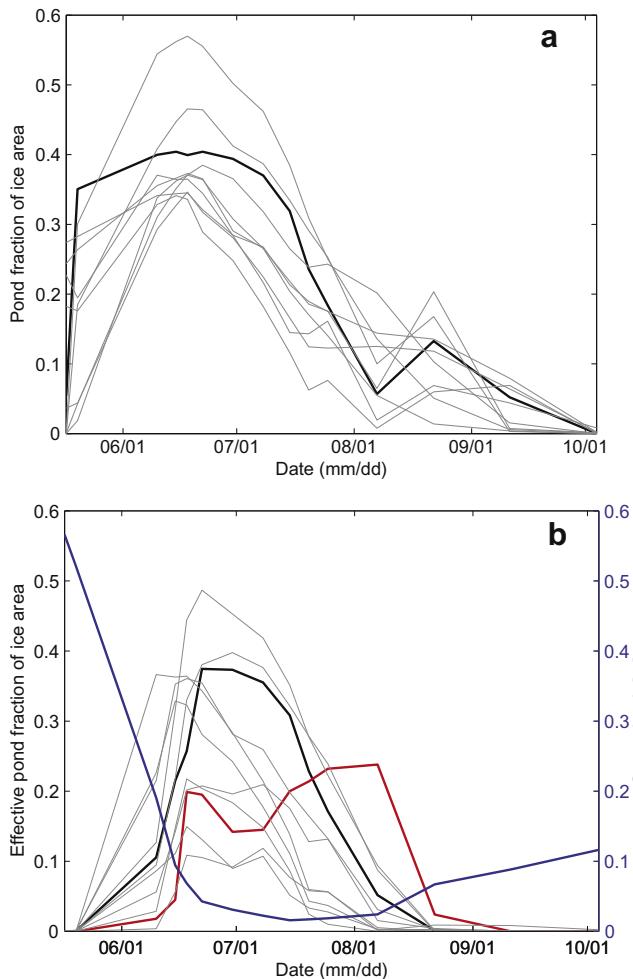 a
0.6
0.5
0.4
0.3
0.2
0.1
0
Pond fraction of ice area
06/01 07/01 08/01 09/01 10/01
Date (mm/dd)
b
0.6 0.6
0.5 0.5
0.4 0.4
0.3 0.3
0.2 0.2
0.1 0.1
0 0
Effective pond fraction of ice area
06/01 07/01 08/01 09/01 10/01
Date (mm/dd)